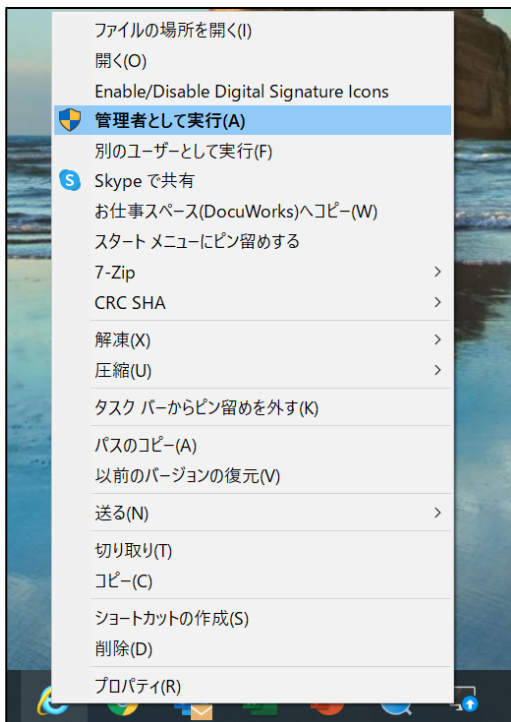 ファイルの場所を開く(I)
開く(O)
Enable/Disable Digital Signature Icons
管理者として実行(A)
別のユーザーとして実行(F)
Skype で共有
お仕事スペース(DocuWorks)へコピー(W)
スタート メニューにピン留めする
7-Zip
CRC SHA
解凍(X)
圧縮(U)
タスク バーからピン留めを外す(K)
パスのコピー(A)
以前のバージョンの復元(V)
送る(N)
切り取り(T)
コピー(C)
ショートカットの作成(S)
削除(D)
プロパティ(R)